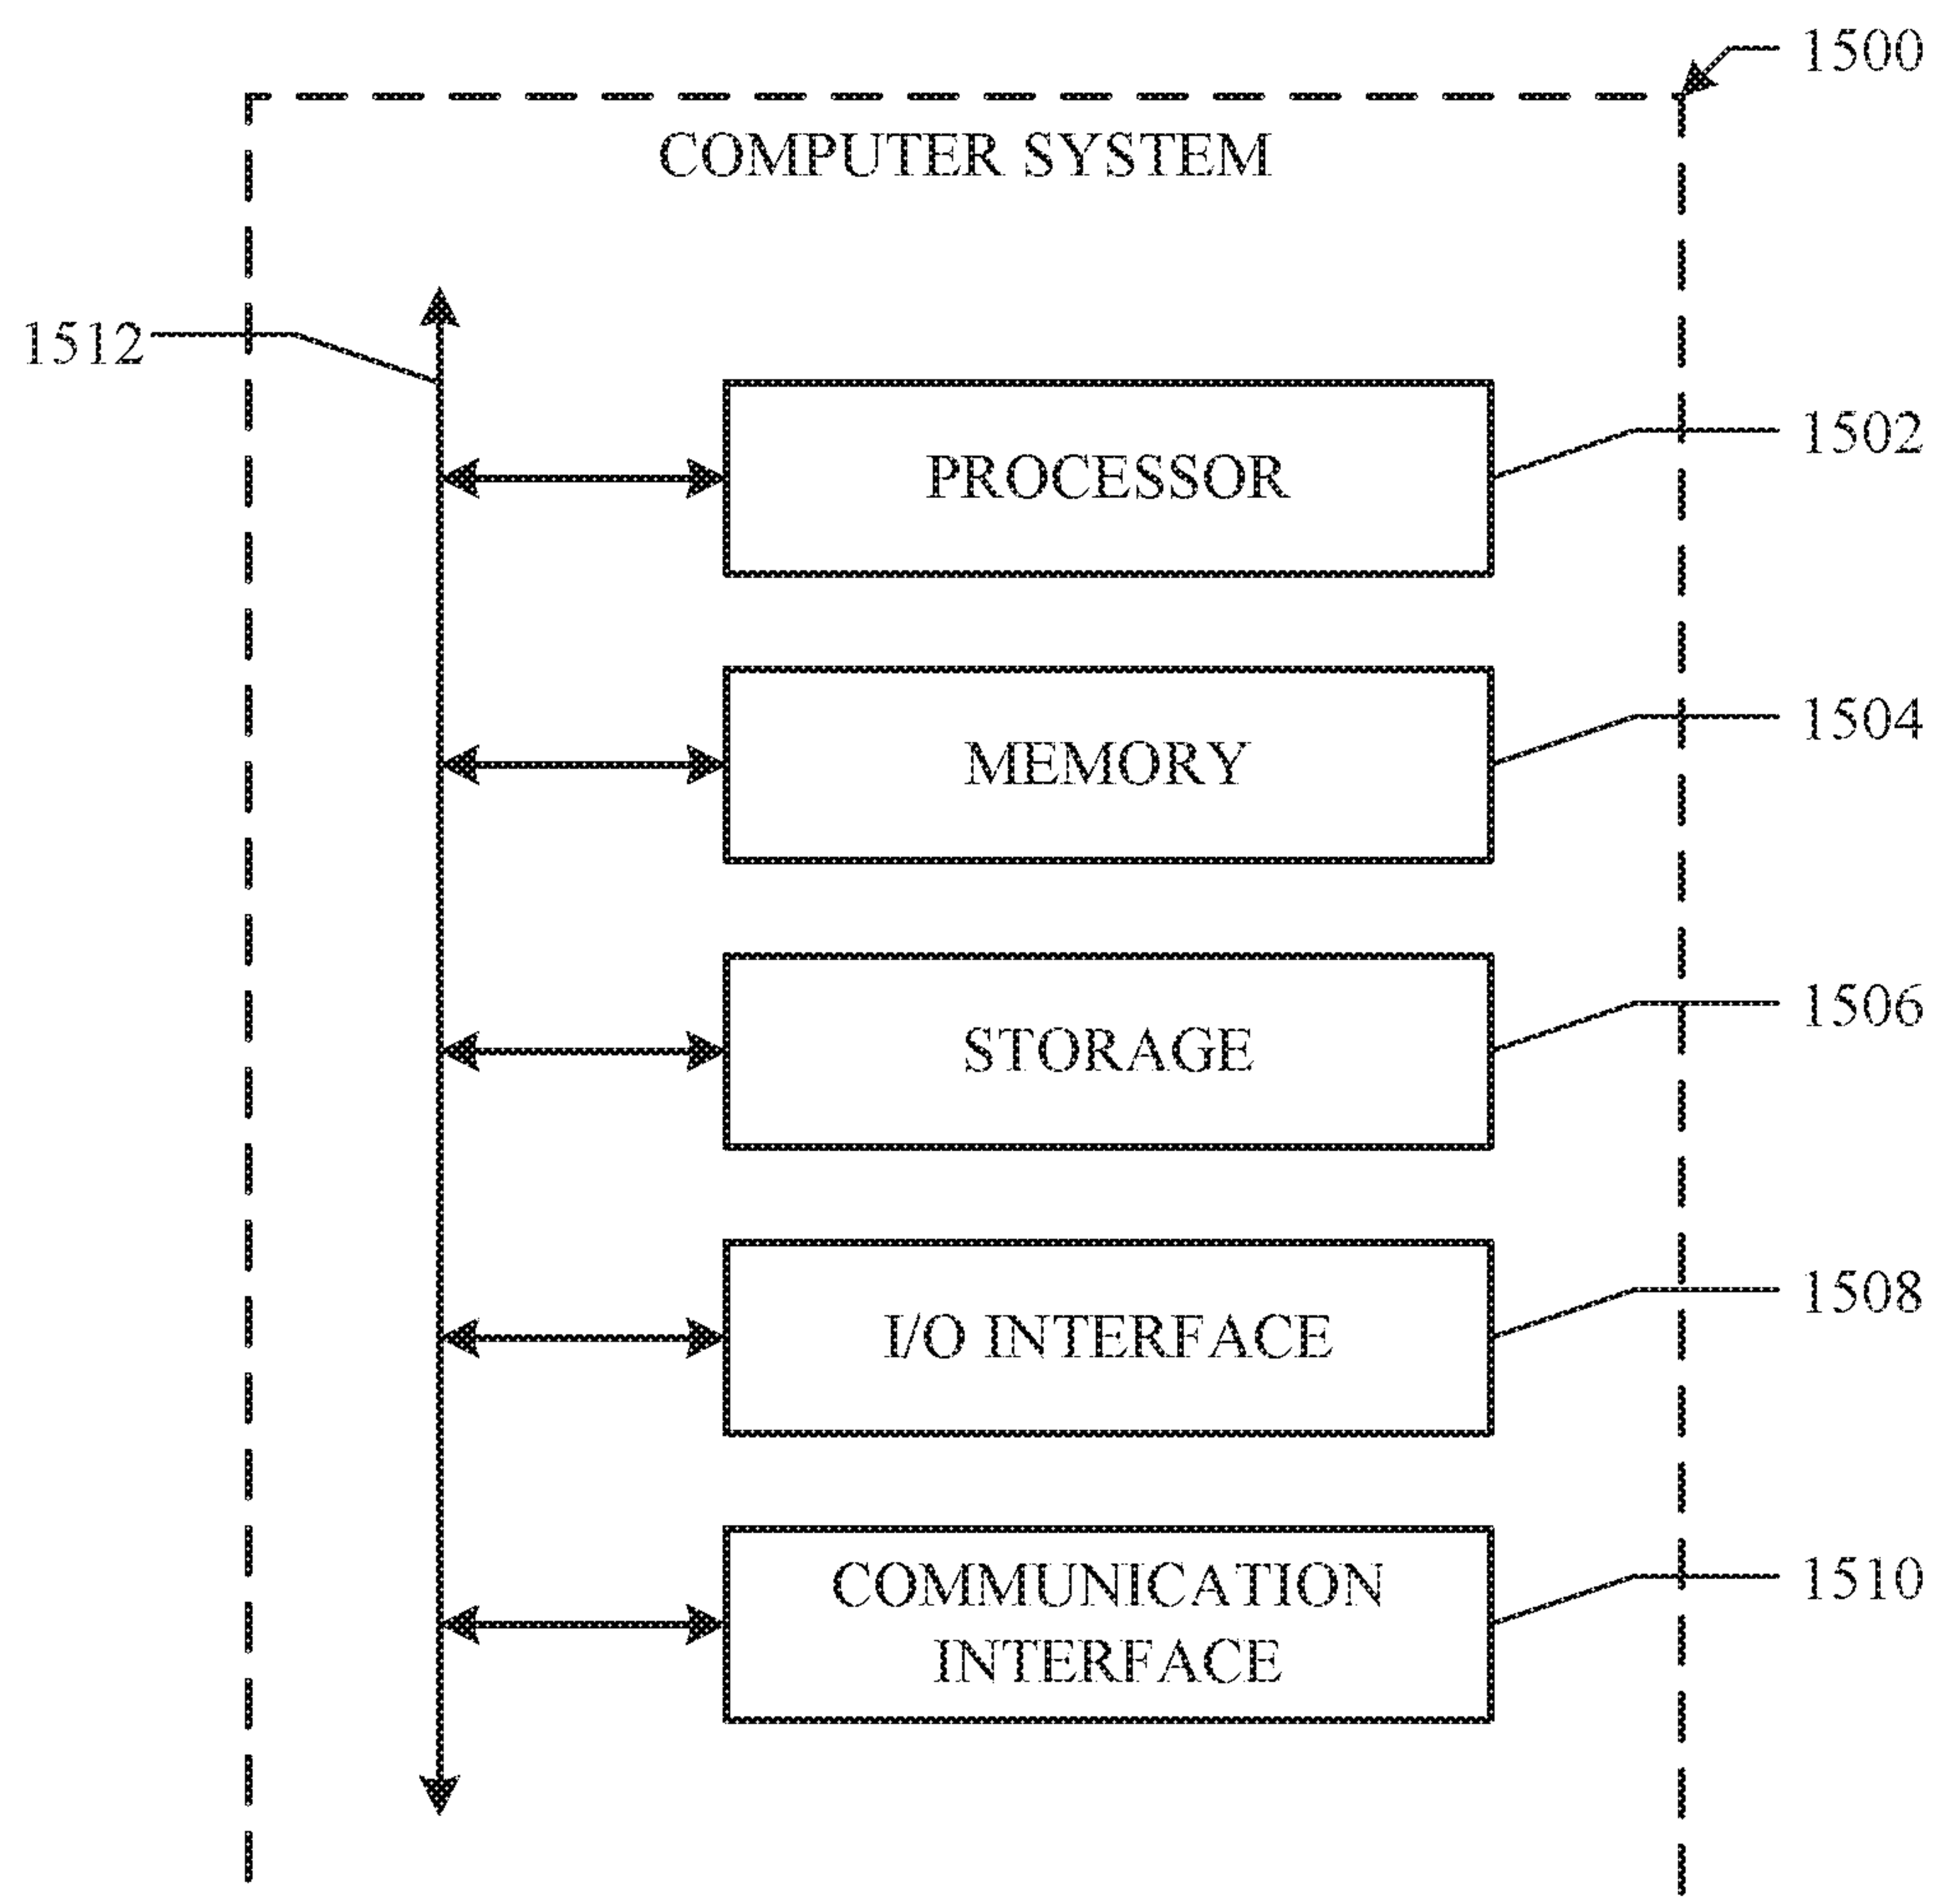 1500
COMPUTER SYSTEM
1512
PROCESSOR
1502
MEMORY
1504
STORAGE
1506
I/O INTERFACE
1508
COMMUNICATION
INTERFACE
1510